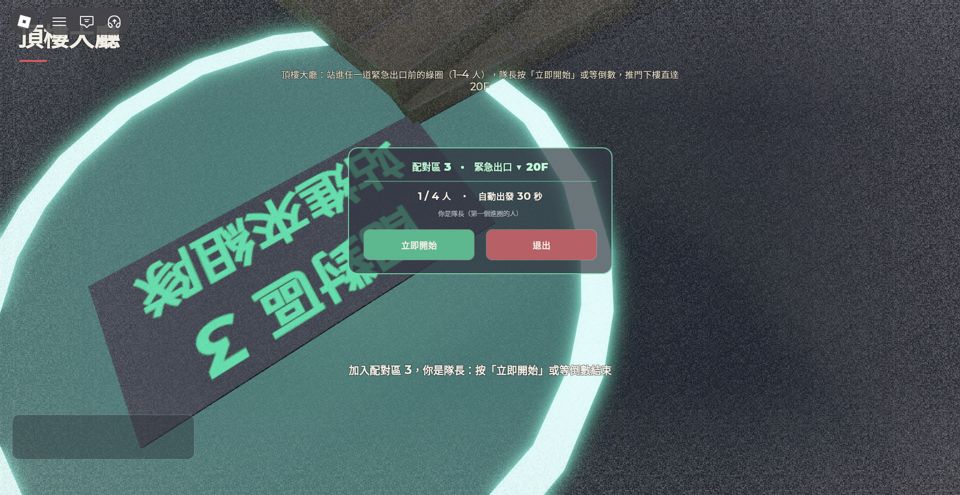 頂樓大廳
頂樓大廳：站進任一道緊急出口前的綠圈（1–4 人），隊長按「立即開始」或等倒數，推門下樓直達
20F
配對區 3 • 緊急出口 ▼ 20F
1 / 4 人 • 自動出發 30 秒
你是隊長（第一個進圈的人）
立即開始
退出
配對區 3
站進來組隊
加入配對區 3，你是隊長：按「立即開始」或等倒數結束